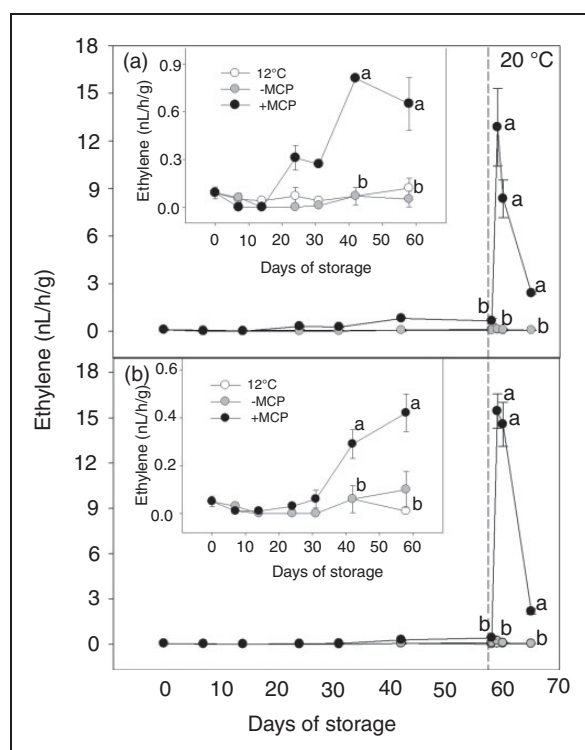 18
15
12
9
6
3
0
(a)
20 °C
0.9
0.6
0.3
0.0
Ethylene (nL/h/g)
12°C
-MCP
+MCP
a
a
b
b
0 10 20 30 40 50 60
Days of storage
a
a
a
b
b
Ethylene (nL/h/g)
(b)
15
12
9
6
3
0
0.6
0.4
0.2
0.0
Ethylene (nL/h/g)
12°C
-MCP
+MCP
a
a
b
b
0 10 20 30 40 50 60
Days of storage
a
a
a
b
b
b
0 10 20 30 40 50 60 70
Days of storage